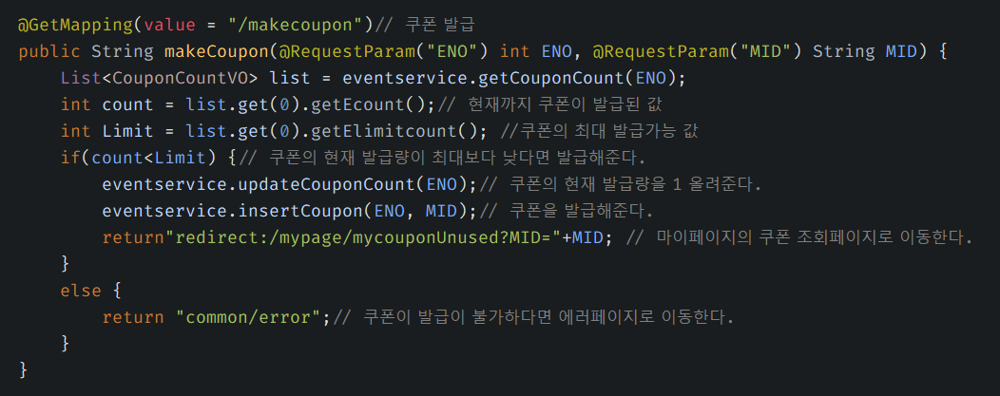 @GetMapping(value = "/makecoupon")// 쿠폰 발급
public String makeCoupon(@RequestParam("ENO") int ENO, @RequestParam("MID") String MID) {
    List<CouponCountVO> list = eventservice.getCouponCount(ENO);
    int count = list.get(0).getEcount();// 현재까지 쿠폰이 발급된 값
    int Limit = list.get(0).getElimitcount(); //쿠폰의 최대 발급가능 값
    if(count<Limit) {// 쿠폰의 현재 발급량이 최대보다 낮다면 발급해준다.
        eventservice.updateCouponCount(ENO);// 쿠폰의 현재 발급량을 1 올려준다.
        eventservice.insertCoupon(ENO, MID);// 쿠폰을 발급해준다.
        return"redirect:/mypage/mycouponUnused?MID="+MID; // 마이페이지의 쿠폰 조회페이지로 이동한다.
    }
    else {
        return "common/error";// 쿠폰이 발급이 불가하다면 에러페이지로 이동한다.
    }
}